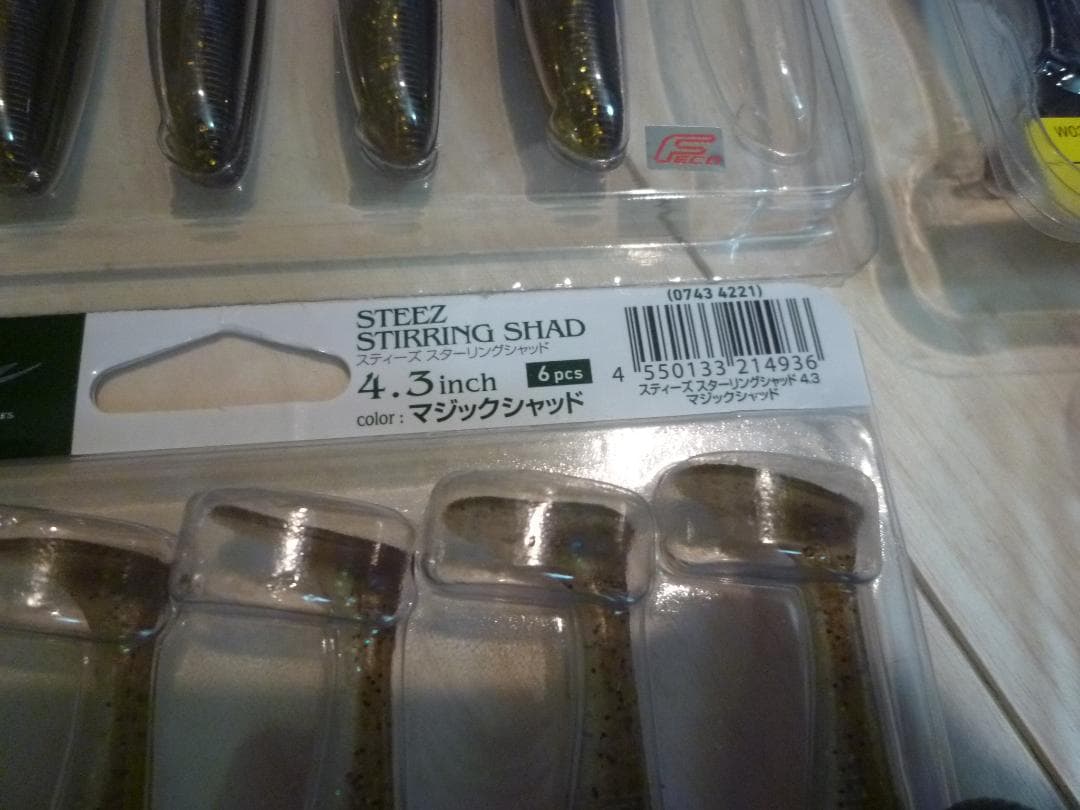 FECO
W02
STEEZ
STIRRING SHAD
スティーズ スターリングシャッド
4.3inch 6pcs
color : マジックシャッド
(0743 4221)
4 550133 214936
スティーズ スターリングシャッド 4.3
マジックシャッド